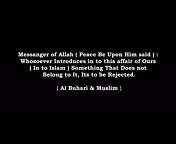 Messanger of Allah ( Peace Be Upon Him said ) :
Whosoever Introduces in to this affair of Ours
( In to Islam ) Something That Does not
Belong to It, Its to be Rejected.
{ Al Buhari & Muslim }